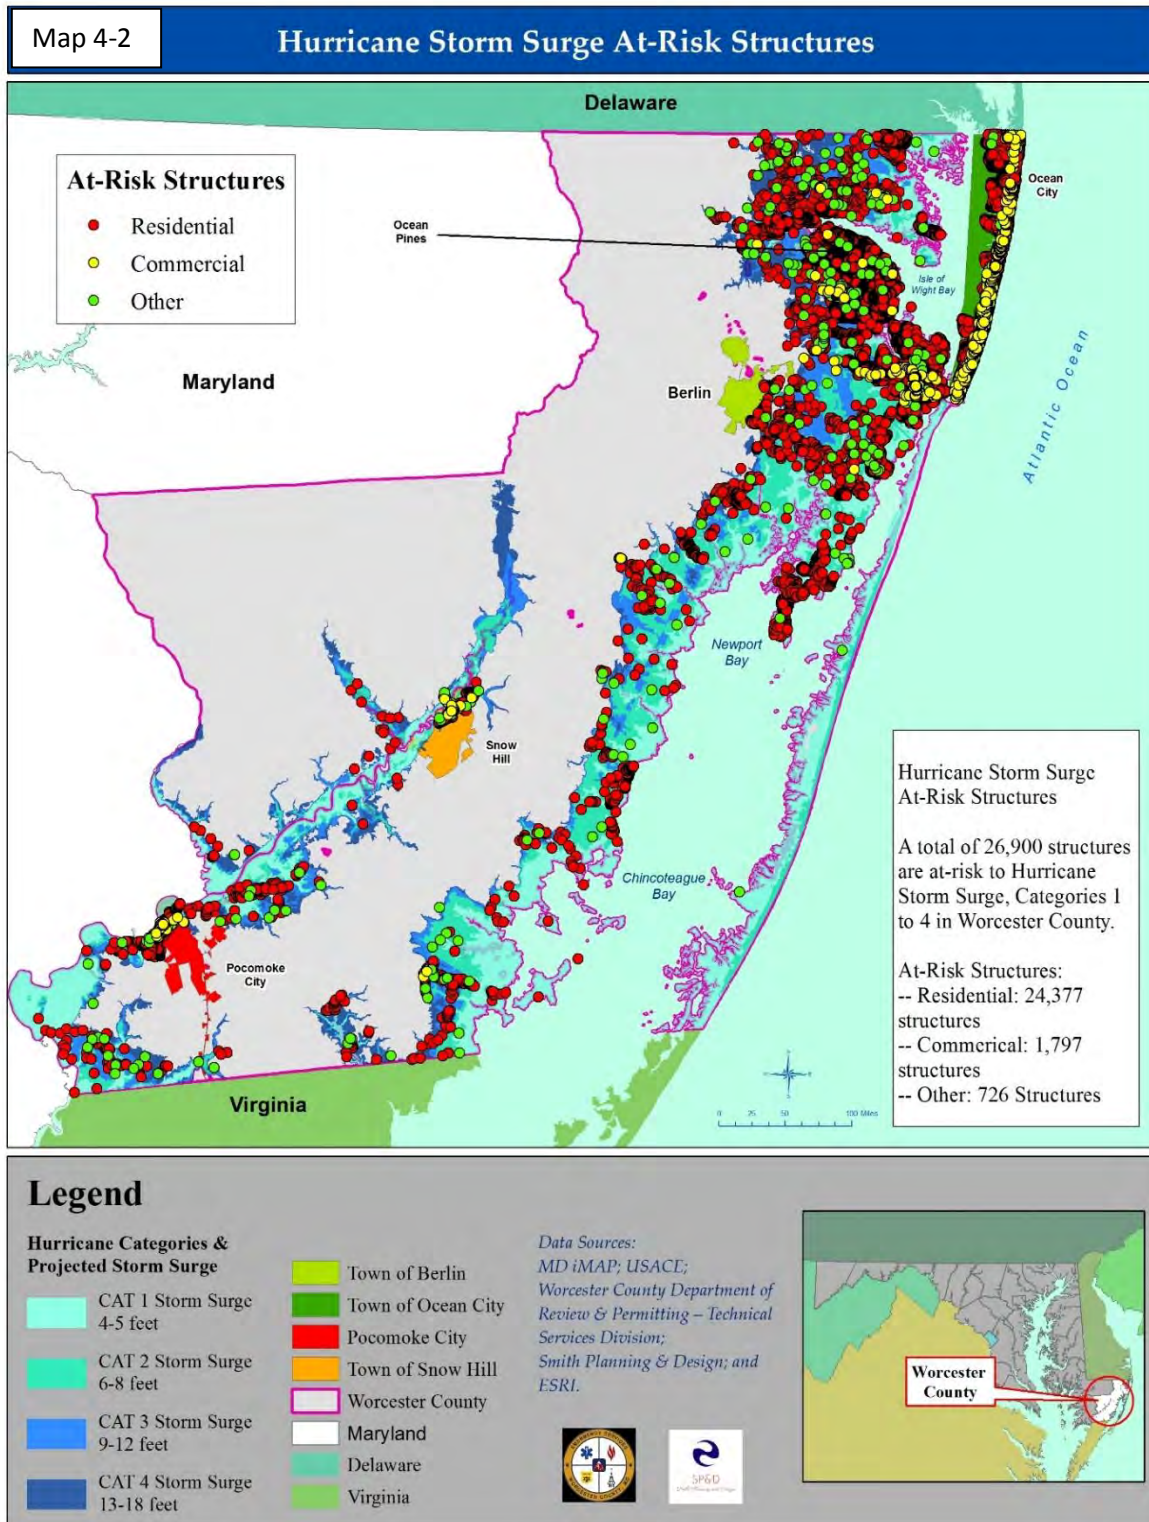 Map 4-2
Hurricane Storm Surge At-Risk Structures
Delaware
At-Risk Structures
Residential
Commercial
Other
Ocean
Pines
Ocean
City
Isle of
Wight Bay
Maryland
Berlin
Atlantic Ocean
Newport
Bay
Snow
Hill
Chincoteague
Bay
Pocomoke
City
Virginia
Hurricane Storm Surge
At-Risk Structures
A total of 26,900 structures
are at-risk to Hurricane
Storm Surge, Categories 1
to 4 in Worcester County.
At-Risk Structures:
-- Residential: 24,377
structures
-- Commerical: 1,797
structures
-- Other: 726 Structures
N
S
0 25 50 100 Miles
Legend
Hurricane Categories &
Projected Storm Surge
CAT 1 Storm Surge
4-5 feet
CAT 2 Storm Surge
6-8 feet
CAT 3 Storm Surge
9-12 feet
CAT 4 Storm Surge
13-18 feet
Town of Berlin
Town of Ocean City
Pocomoke City
Town of Snow Hill
Worcester County
Maryland
Delaware
Virginia
Data Sources:
MD iMAP; USACE;
Worcester County Department of
Review & Permitting – Technical
Services Division;
Smith Planning & Design; and
ESRI.
SP&D
Worcester
County